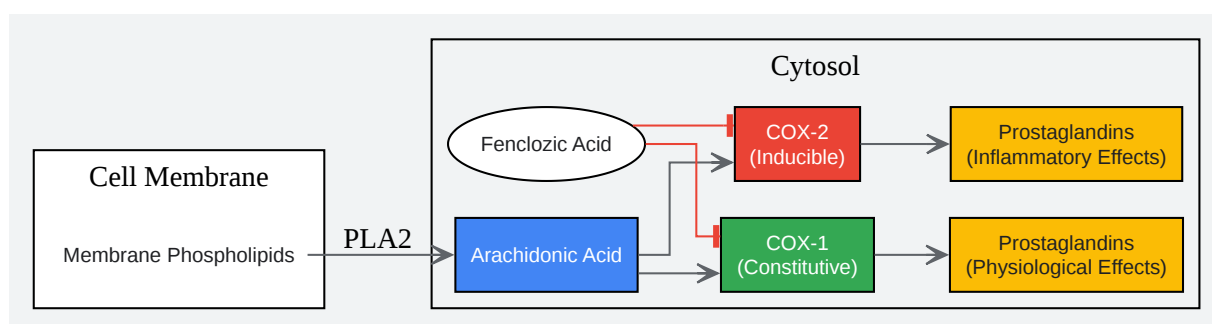 Cytosol
Fenclozic Acid
COX-2
(Inducible)
Prostaglandins
(Inflammatory Effects)
Cell Membrane
Membrane Phospholipids
PLA2
Arachidonic Acid
COX-1
(Constitutive)
Prostaglandins
(Physiological Effects)